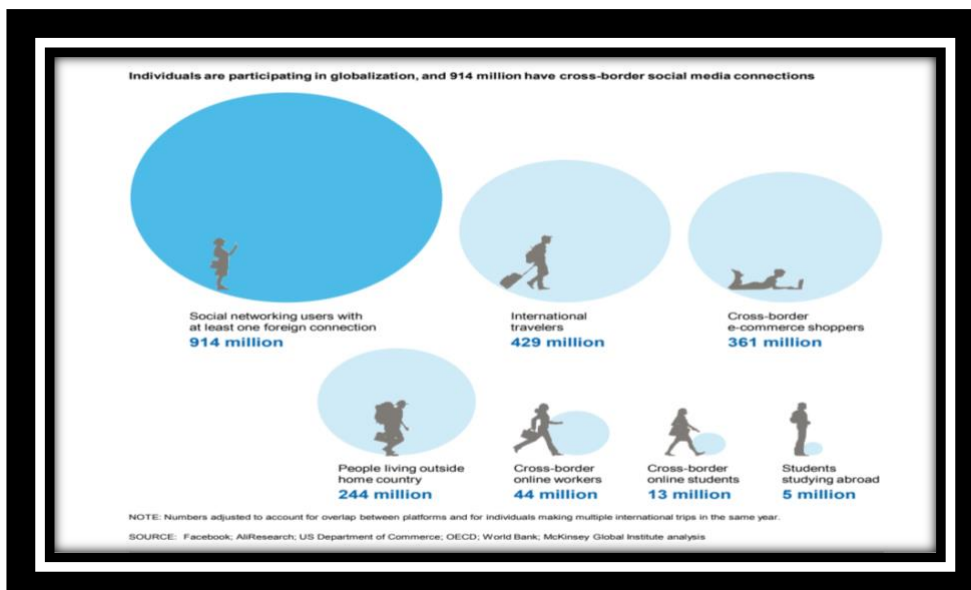 Individuals are participating in globalization, and 914 million have cross-border social media connections
Social networking users with
at least one foreign connection
914 million
International
travelers
429 million
Cross-border
e-commerce shoppers
361 million
People living outside
home country
244 million
Cross-border
online workers
44 million
Cross-border
online students
13 million
Students
studying abroad
5 million
NOTE: Numbers adjusted to account for overlap between platforms and for individuals making multiple international trips in the same year.
SOURCE: Facebook; AliResearch; US Department of Commerce; OECD; World Bank; McKinsey Global Institute analysis